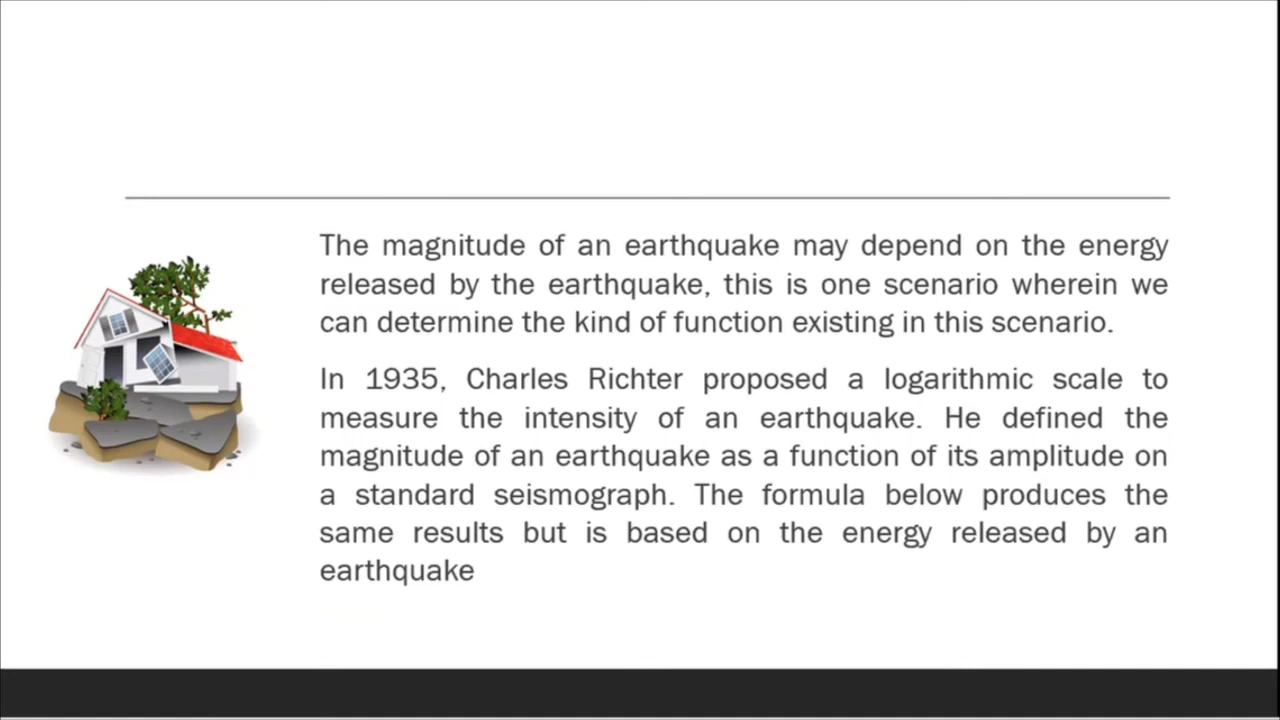 The magnitude of an earthquake may depend on the energy
released by the earthquake, this is one scenario wherein we
can determine the kind of function existing in this scenario.
In 1935, Charles Richter proposed a logarithmic scale to
measure the intensity of an earthquake. He defined the
magnitude of an earthquake as a function of its amplitude on
a standard seismograph. The formula below produces the
same results but is based on the energy released by an
earthquake